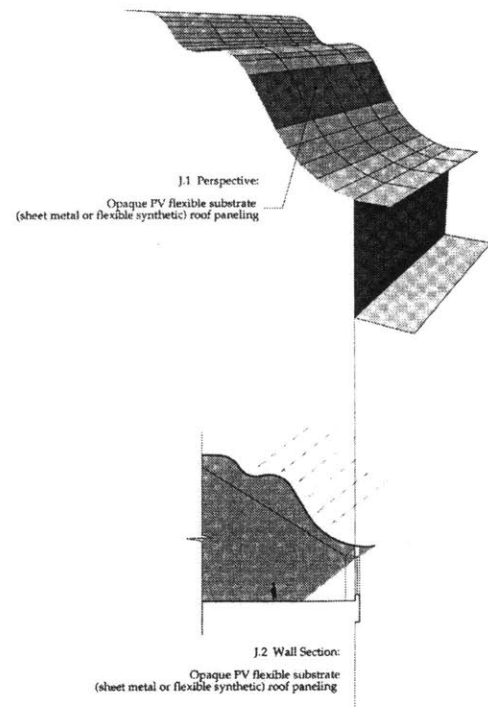 J.1 Perspective:
Opaque PV flexible substrate
(sheet metal or flexible synthetic) roof paneling
J.2 Wall Section:
Opaque PV flexible substrate
(sheet metal or flexible synthetic) roof paneling